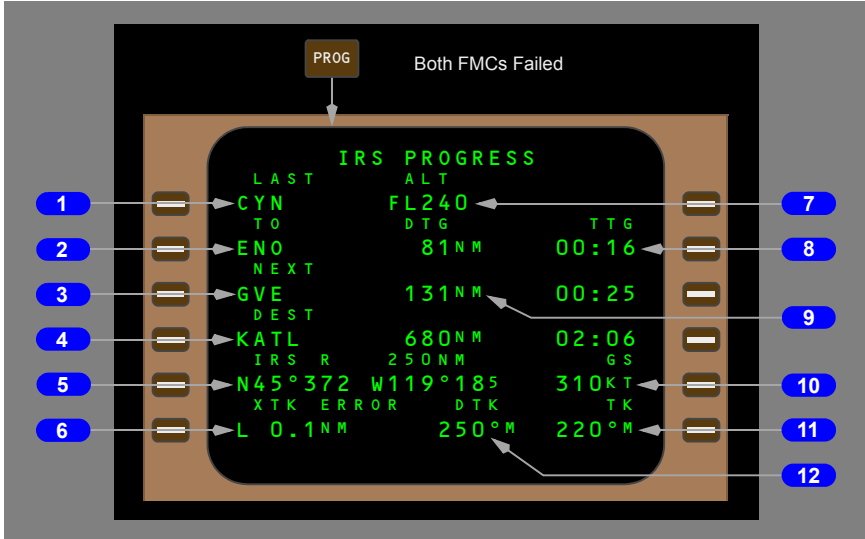 PROG
Both FMCs Failed
IRS PROGRESS
LAST ALT
1 CYN FL240 7
TO DTG TTG
2 ENO 81NM 00:16 8
NEXT
3 GVE 131NM 00:25
DEST 9
4 KATL 680NM 02:06
IRS R 250NM GS
5 N45°372 W119°185 310KT 10
XTK ERROR DTK TK
6 L 0.1NM 250°M 220°M 11
12